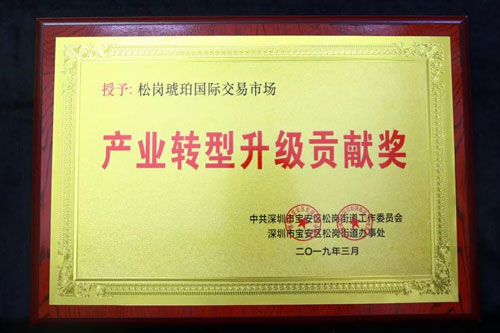 授予: 松岗琥珀国际交易市场
产业转型升级贡献奖
中共深圳市宝安区松岗街道工作委员会
深圳市宝安区松岗街道办事处
二〇一九年三月